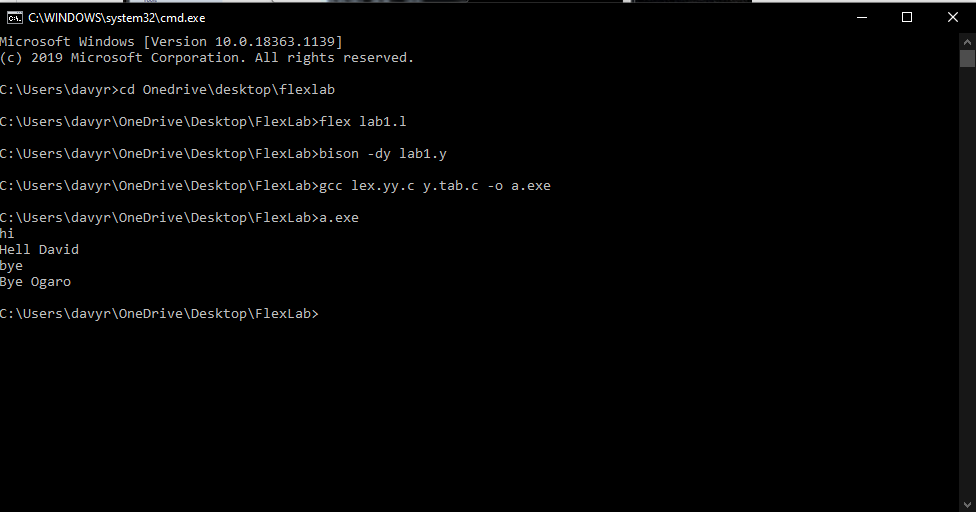 C:\WINDOWS\system32\cmd.exe
Microsoft Windows [Version 10.0.18363.1139]
(c) 2019 Microsoft Corporation. All rights reserved.
C:\Users\davyr>cd Onedrive\desktop\flexlab
C:\Users\davyr\OneDrive\Desktop\FlexLab>flex lab1.l
C:\Users\davyr\OneDrive\Desktop\FlexLab>bison -dy lab1.y
C:\Users\davyr\OneDrive\Desktop\FlexLab>gcc lex.yy.c y.tab.c -o a.exe
C:\Users\davyr\OneDrive\Desktop\FlexLab>a.exe
hi
Hell David
bye
Bye Ogaro
C:\Users\davyr\OneDrive\Desktop\FlexLab>